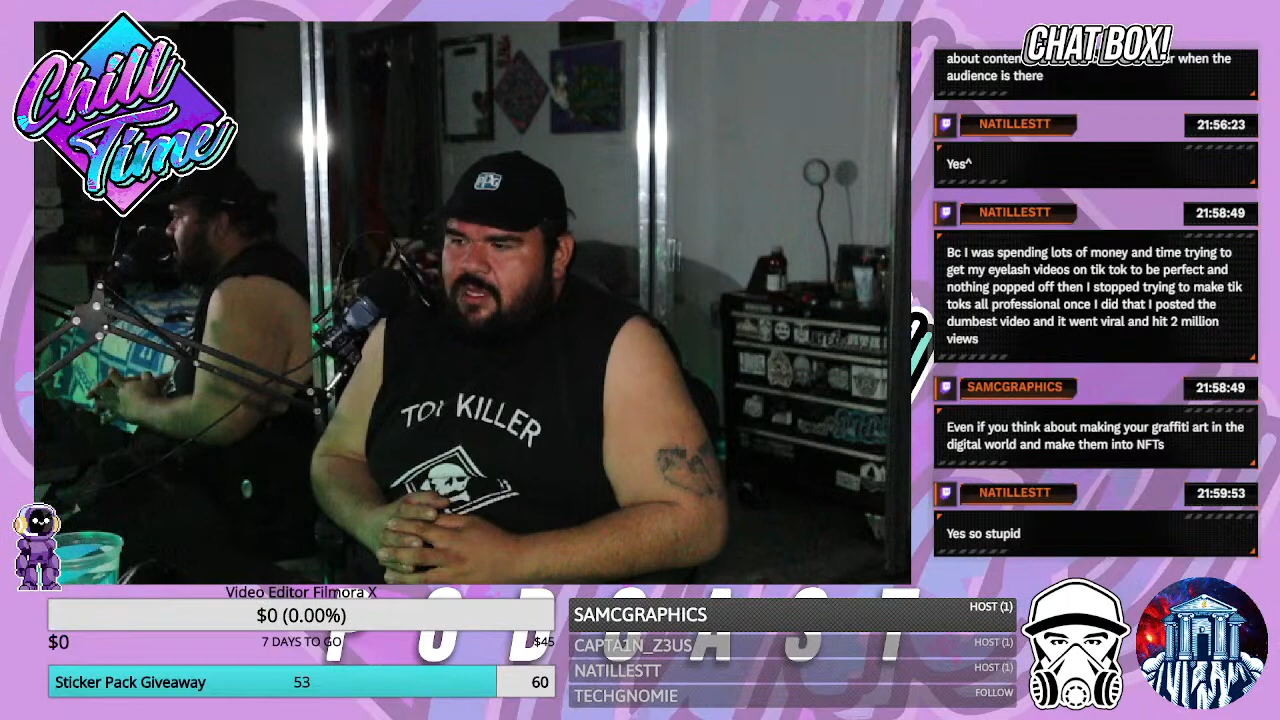 Chill
Time
CHAT BOX!
about conten
r when the
audience is there
NATILLESTT
21:56:23
Yes^
NATILLESTT
21:58:49
Bc I was spending lots of money and time trying to
get my eyelash videos on tik tok to be perfect and
nothing popped off then I stopped trying to make tik
toks all professional once I did that I posted the
dumbest video and it went viral and hit 2 million
views
SAMCGRAPHICS
21:58:49
Even if you think about making your graffiti art in the
digital world and make them into NFTs
NATILLESTT
21:59:53
Yes so stupid
PPG
TOY KILLER
Video Editor Filmora X
$0 (0.00%)
$0
7 DAYS TO GO
$45
Sticker Pack Giveaway
53
60
PODCAST
SAMCGRAPHICS
HOST (1)
CAPTA1N_Z3US
HOST (1)
NATILLESTT
HOST (1)
TECHGNOMIE
FOLLOW